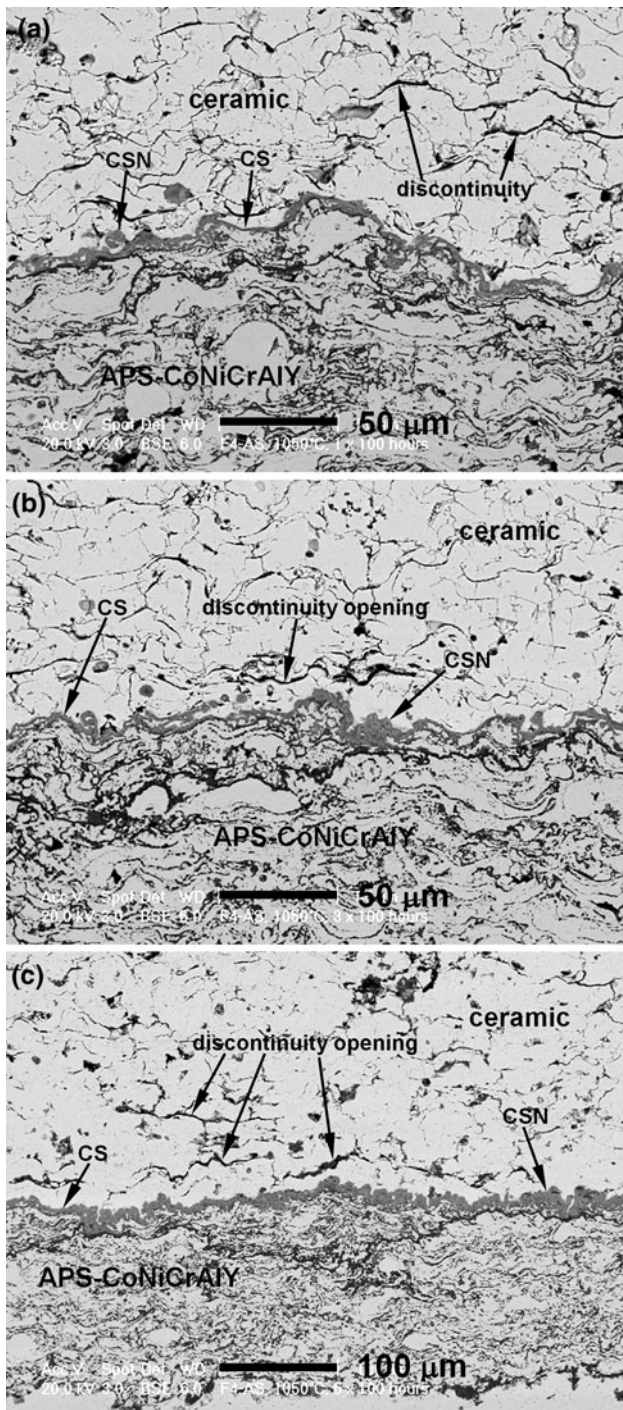 (a)
ceramic
CSN
CS
discontinuity
APS-CoNiCrAlY
50 μm
Acc.V Spot Det WD
20.0 kV 3.0 BSE 6.0 F4-AS, 1050°C, 1 x 100 hours
(b)
ceramic
CS
discontinuity opening
CSN
APS-CoNiCrAlY
50 μm
Acc.V Spot Det WD
20.0 kV 3.0 BSE 6.0 F4-AS, 1050°C, 3 x 100 hours
(c)
ceramic
discontinuity opening
CSN
CS
APS-CoNiCrAlY
100 μm
Acc.V Spot Det WD
20.0 kV 3.0 BSE 6.0 F4-AS, 1050°C, 5 x 100 hours